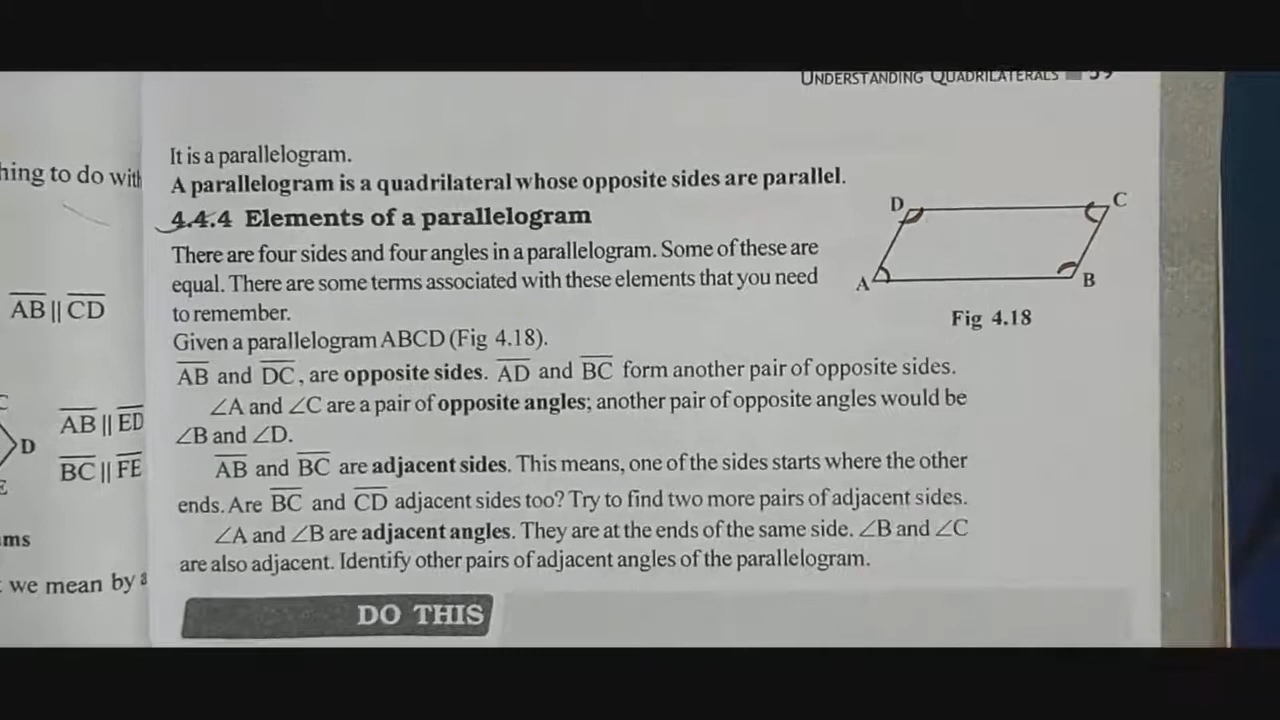 UNDERSTANDING QUADRILATERALS
hing to do with
AB || CD
C
D
E
AB || ED
BC || FE
ms
we mean by a
It is a parallelogram.
A parallelogram is a quadrilateral whose opposite sides are parallel.
4.4.4 Elements of a parallelogram
There are four sides and four angles in a parallelogram. Some of these are
equal. There are some terms associated with these elements that you need
to remember.
Given a parallelogram ABCD (Fig 4.18).
D
C
A
B
Fig 4.18
AB and DC, are opposite sides. AD and BC form another pair of opposite sides.
∠A and ∠C are a pair of opposite angles; another pair of opposite angles would be
∠B and ∠D.
AB and BC are adjacent sides. This means, one of the sides starts where the other
ends. Are BC and CD adjacent sides too? Try to find two more pairs of adjacent sides.
∠A and ∠B are adjacent angles. They are at the ends of the same side. ∠B and ∠C
are also adjacent. Identify other pairs of adjacent angles of the parallelogram.
DO THIS